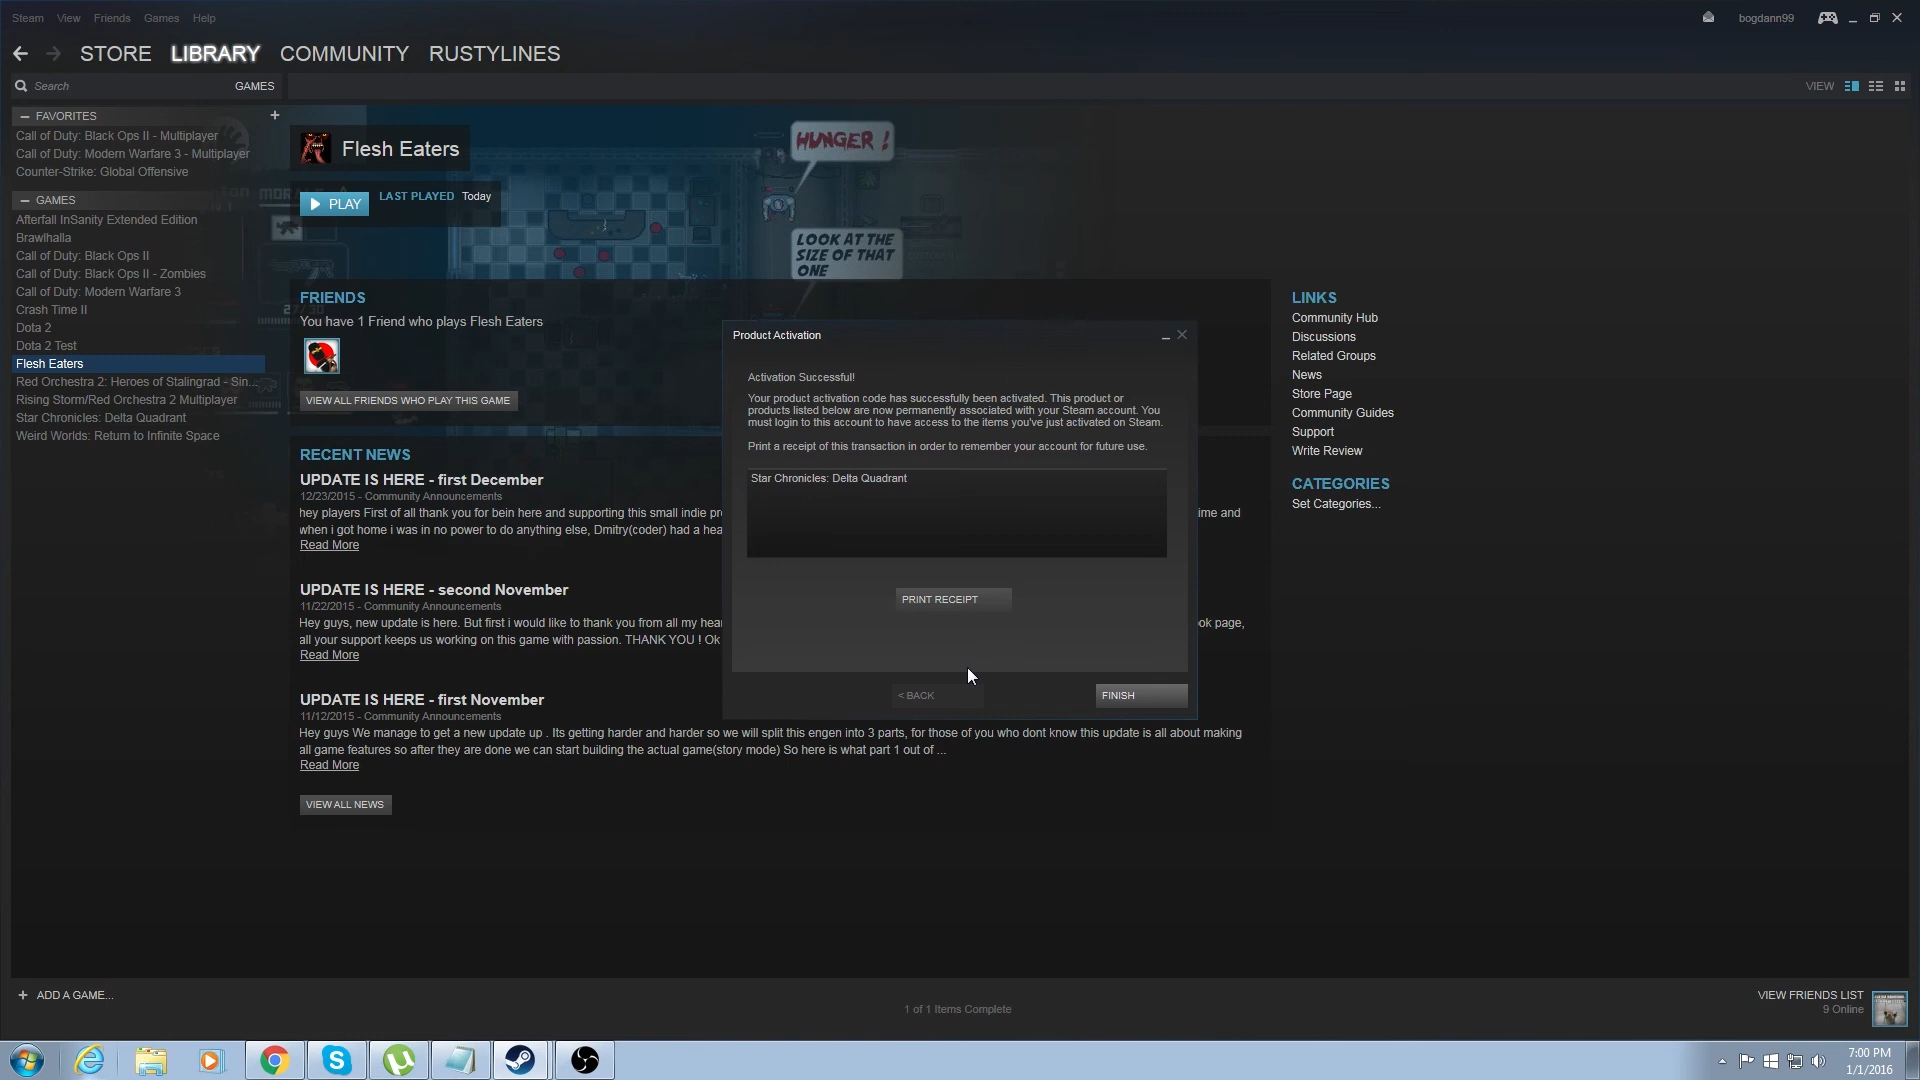 Steam View Friends Games Help
bogdann99
STORE LIBRARY COMMUNITY RUSTYLINES
Search GAMES
VIEW
— FAVORITES +
Call of Duty: Black Ops II - Multiplayer
Call of Duty: Modern Warfare 3 - Multiplayer
Counter-Strike: Global Offensive
— GAMES
Afterfall InSanity Extended Edition
Brawlhalla
Call of Duty: Black Ops II
Call of Duty: Black Ops II - Zombies
Call of Duty: Modern Warfare 3
Crash Time II
Dota 2
Dota 2 Test
Flesh Eaters
Red Orchestra 2: Heroes of Stalingrad - Sin...
Rising Storm/Red Orchestra 2 Multiplayer
Star Chronicles: Delta Quadrant
Weird Worlds: Return to Infinite Space
Flesh Eaters
HUNGER !
PLAY
LAST PLAYED Today
LOOK AT THE
SIZE OF THAT
ONE
FRIENDS
You have 1 Friend who plays Flesh Eaters
VIEW ALL FRIENDS WHO PLAY THIS GAME
RECENT NEWS
UPDATE IS HERE - first December
12/23/2015 - Community Announcements
hey players First of all thank you for bein here and supporting this small indie pr
ime and
when i got home i was in no power to do anything else, Dmitry(coder) had a hea
Read More
UPDATE IS HERE - second November
11/22/2015 - Community Announcements
Hey guys, new update is here. But first i would like to thank you from all my hear
ok page,
all your support keeps us working on this game with passion. THANK YOU ! Ok
Read More
UPDATE IS HERE - first November
11/12/2015 - Community Announcements
Hey guys We manage to get a new update up . Its getting harder and harder so we will split this engen into 3 parts, for those of you who dont know this update is all about making
all game features so after they are done we can start building the actual game(story mode) So here is what part 1 out of ...
Read More
VIEW ALL NEWS
Product Activation
Activation Successful!
Your product activation code has successfully been activated. This product or
products listed below are now permanently associated with your Steam account. You
must login to this account to have access to the items you've just activated on Steam.
Print a receipt of this transaction in order to remember your account for future use.
Star Chronicles: Delta Quadrant
PRINT RECEIPT
< BACK
FINISH
LINKS
Community Hub
Discussions
Related Groups
News
Store Page
Community Guides
Support
Write Review
CATEGORIES
Set Categories...
+ ADD A GAME...
1 of 1 Items Complete
VIEW FRIENDS LIST
9 Online
7:00 PM
1/1/2016